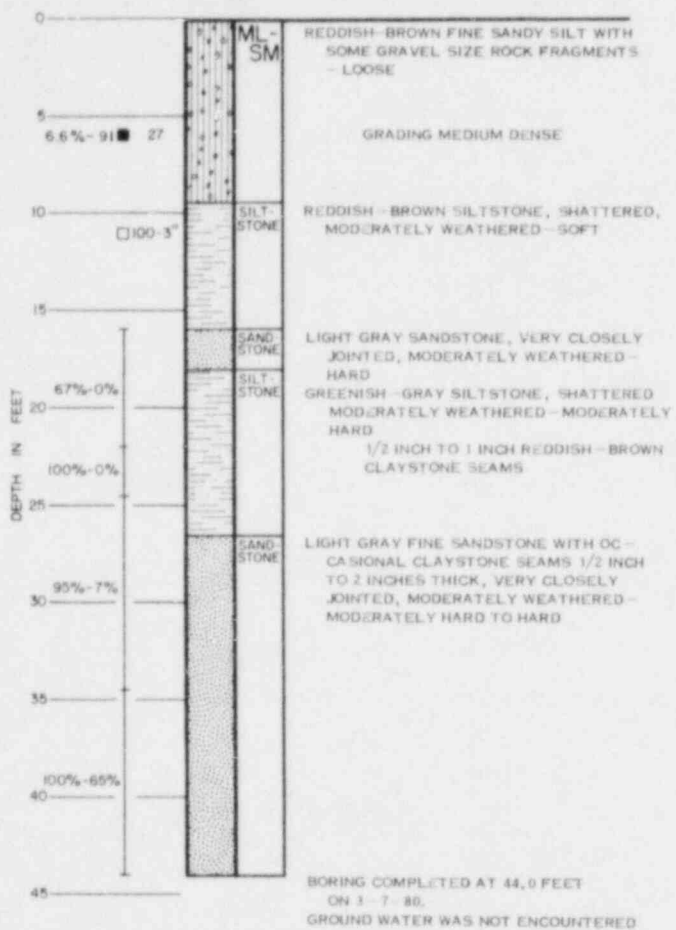 0
ML-
SM
REDDISH-BROWN FINE SANDY SILT WITH
SOME GRAVEL SIZE ROCK FRAGMENTS
- LOOSE
5
6.6%-91■ 27
GRADING MEDIUM DENSE
10
SILT-
STONE
REDDISH-BROWN SILTSTONE, SHATTERED,
MODERATELY WEATHERED-SOFT
□100-3"
15
SAND
STONE
LIGHT GRAY SANDSTONE, VERY CLOSELY
JOINTED, MODERATELY WEATHERED-
HARD
SILT-
STONE
GREENISH-GRAY SILTSTONE, SHATTERED
MODERATELY WEATHERED-MODERATELY
HARD
67%-0%
20
1/2 INCH TO 1 INCH REDDISH-BROWN
CLAYSTONE SEAMS
100%-0%
25
DEPTH IN FEET
SAND-
STONE
LIGHT GRAY FINE SANDSTONE WITH OC-
CASIONAL CLAYSTONE SEAMS 1/2 INCH
TO 2 INCHES THICK, VERY CLOSELY
JOINTED, MODERATELY WEATHERED-
MODERATELY HARD TO HARD
95%-7%
30
35
100%-65%
40
45
BORING COMPLETED AT 44.0 FEET
ON 3-7-80.
GROUND WATER WAS NOT ENCOUNTERED